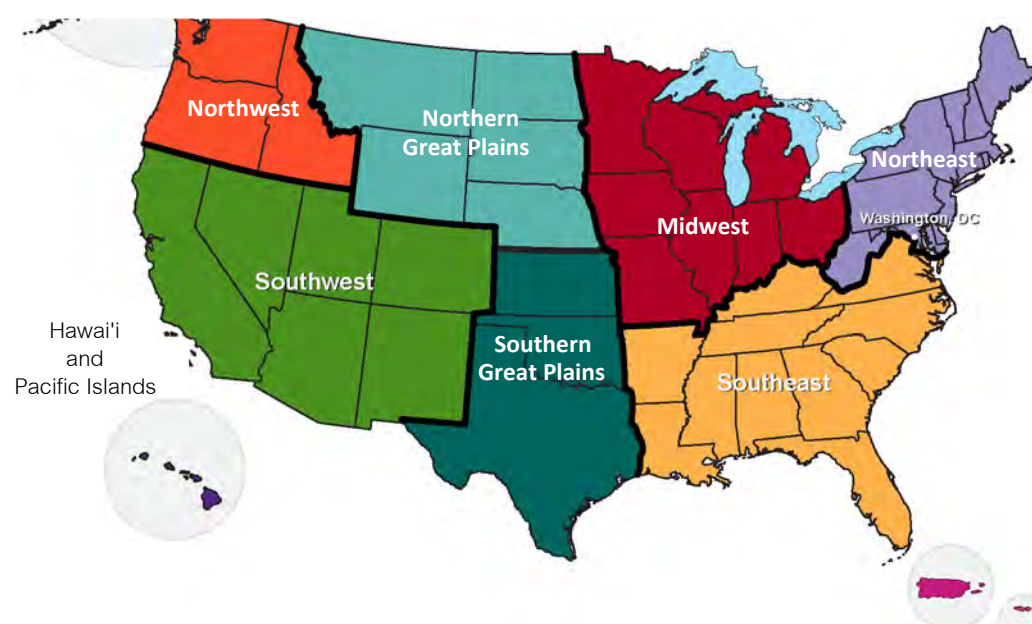 Northwest
Northern
Great Plains
Northeast
Washington, DC
Midwest
Southwest
Hawai'i
and
Pacific Islands
Southern
Great Plains
Southeast